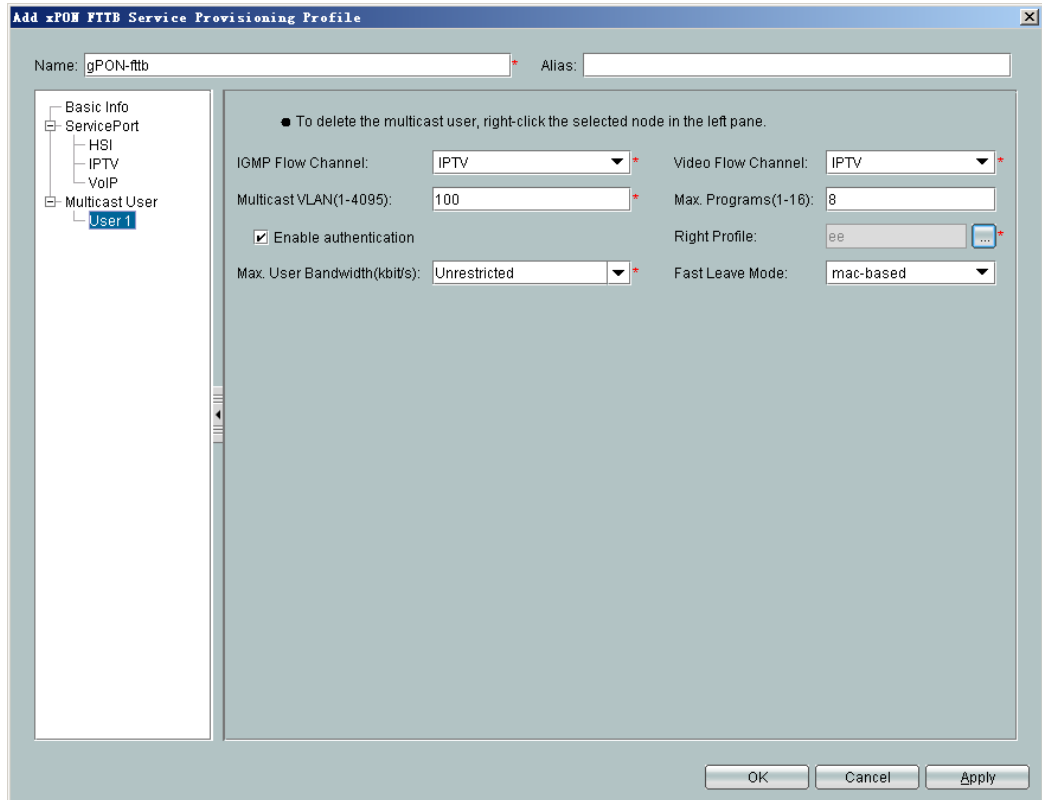 Add xPON FTTB Service Provisioning Profile
Name: gPON-fttb * Alias:
Basic Info
ServicePort
HSI
IPTV
VoIP
Multicast User
User 1
To delete the multicast user, right-click the selected node in the left pane.
IGMP Flow Channel: IPTV * Video Flow Channel: IPTV *
Multicast VLAN(1-4095): 100 * Max. Programs(1-16): 8
Enable authentication Right Profile: ee ... *
Max. User Bandwidth(kbit/s): Unrestricted * Fast Leave Mode: mac-based
OK Cancel Apply